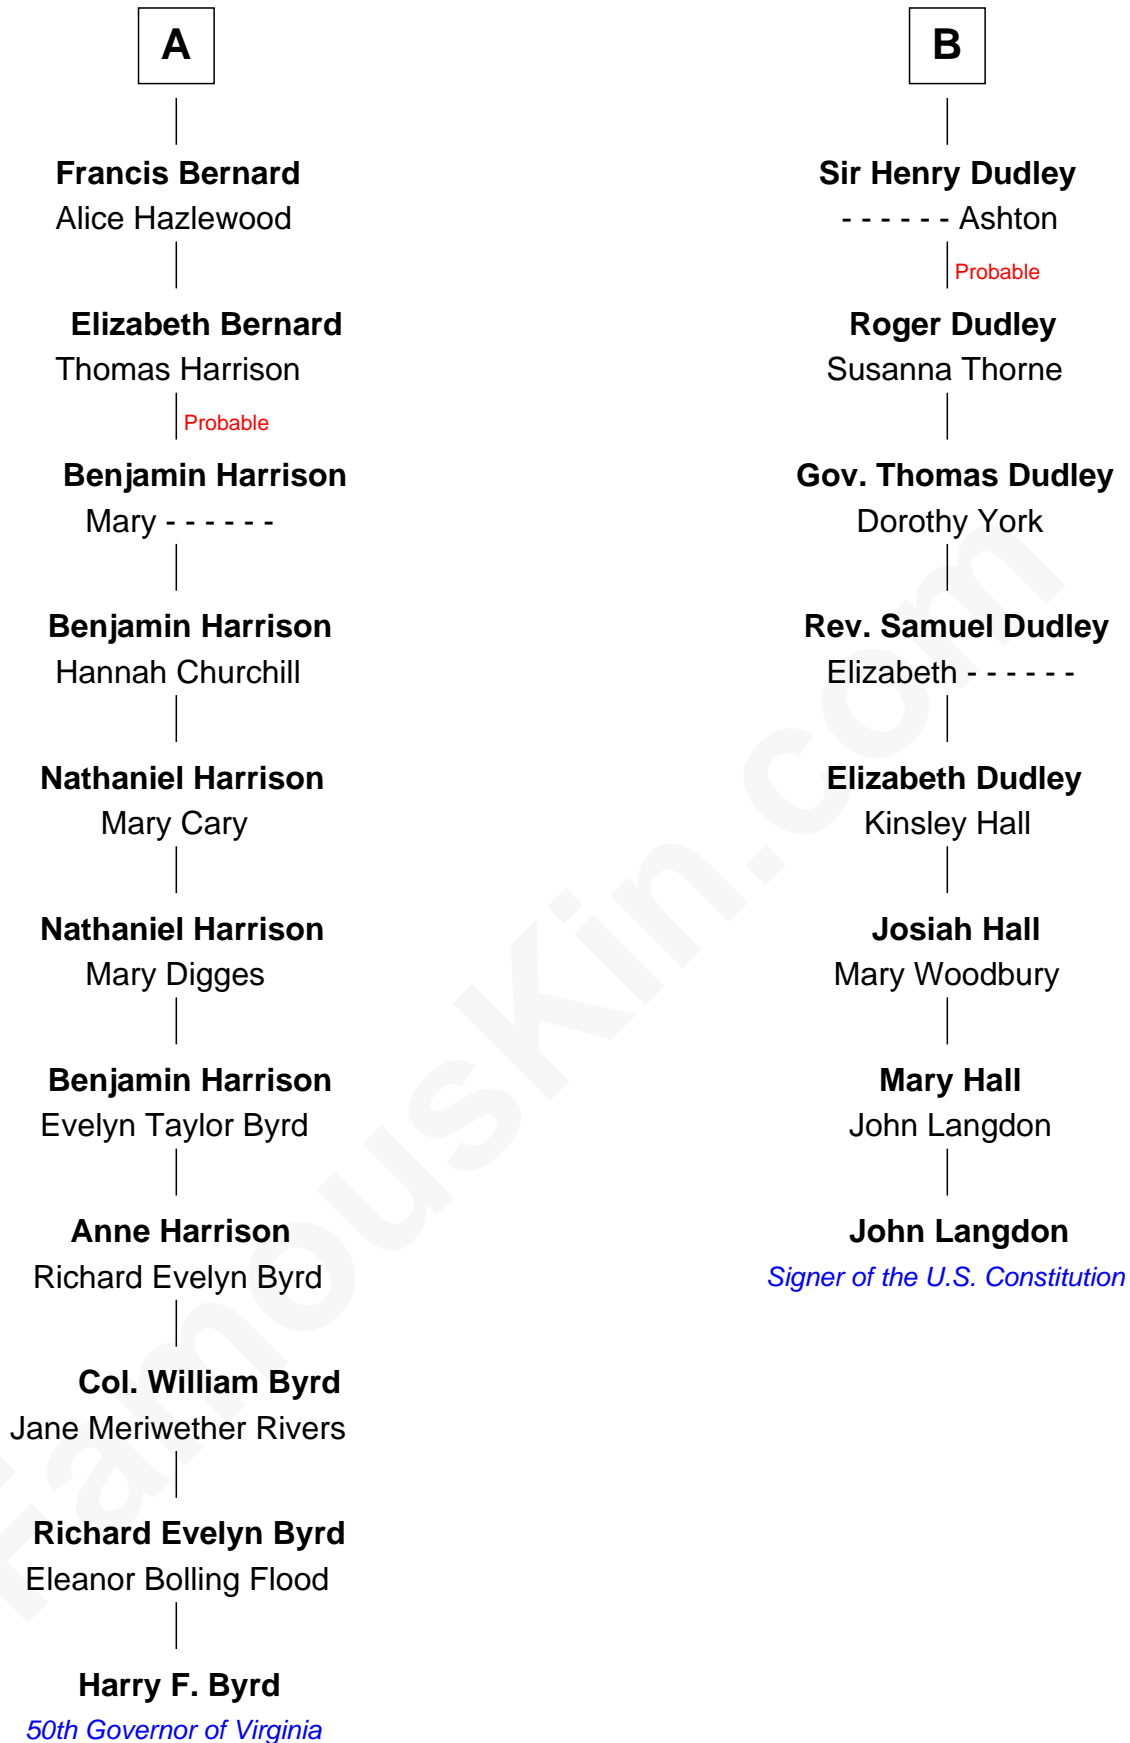 A
Francis Bernard
Alice Hazlewood
Elizabeth Bernard
Thomas Harrison
Probable
Benjamin Harrison
Mary - - - - - -
Benjamin Harrison
Hannah Churchill
Nathaniel Harrison
Mary Cary
Nathaniel Harrison
Mary Digges
Benjamin Harrison
Evelyn Taylor Byrd
Anne Harrison
Richard Evelyn Byrd
Col. William Byrd
Jane Meriwether Rivers
Richard Evelyn Byrd
Eleanor Bolling Flood
Harry F. Byrd
50th Governor of Virginia
B
Sir Henry Dudley
- - - - - - Ashton
Probable
Roger Dudley
Susanna Thorne
Gov. Thomas Dudley
Dorothy York
Rev. Samuel Dudley
Elizabeth - - - - - -
Elizabeth Dudley
Kinsley Hall
Josiah Hall
Mary Woodbury
Mary Hall
John Langdon
John Langdon
Signer of the U.S. Constitution
FamousKin.com